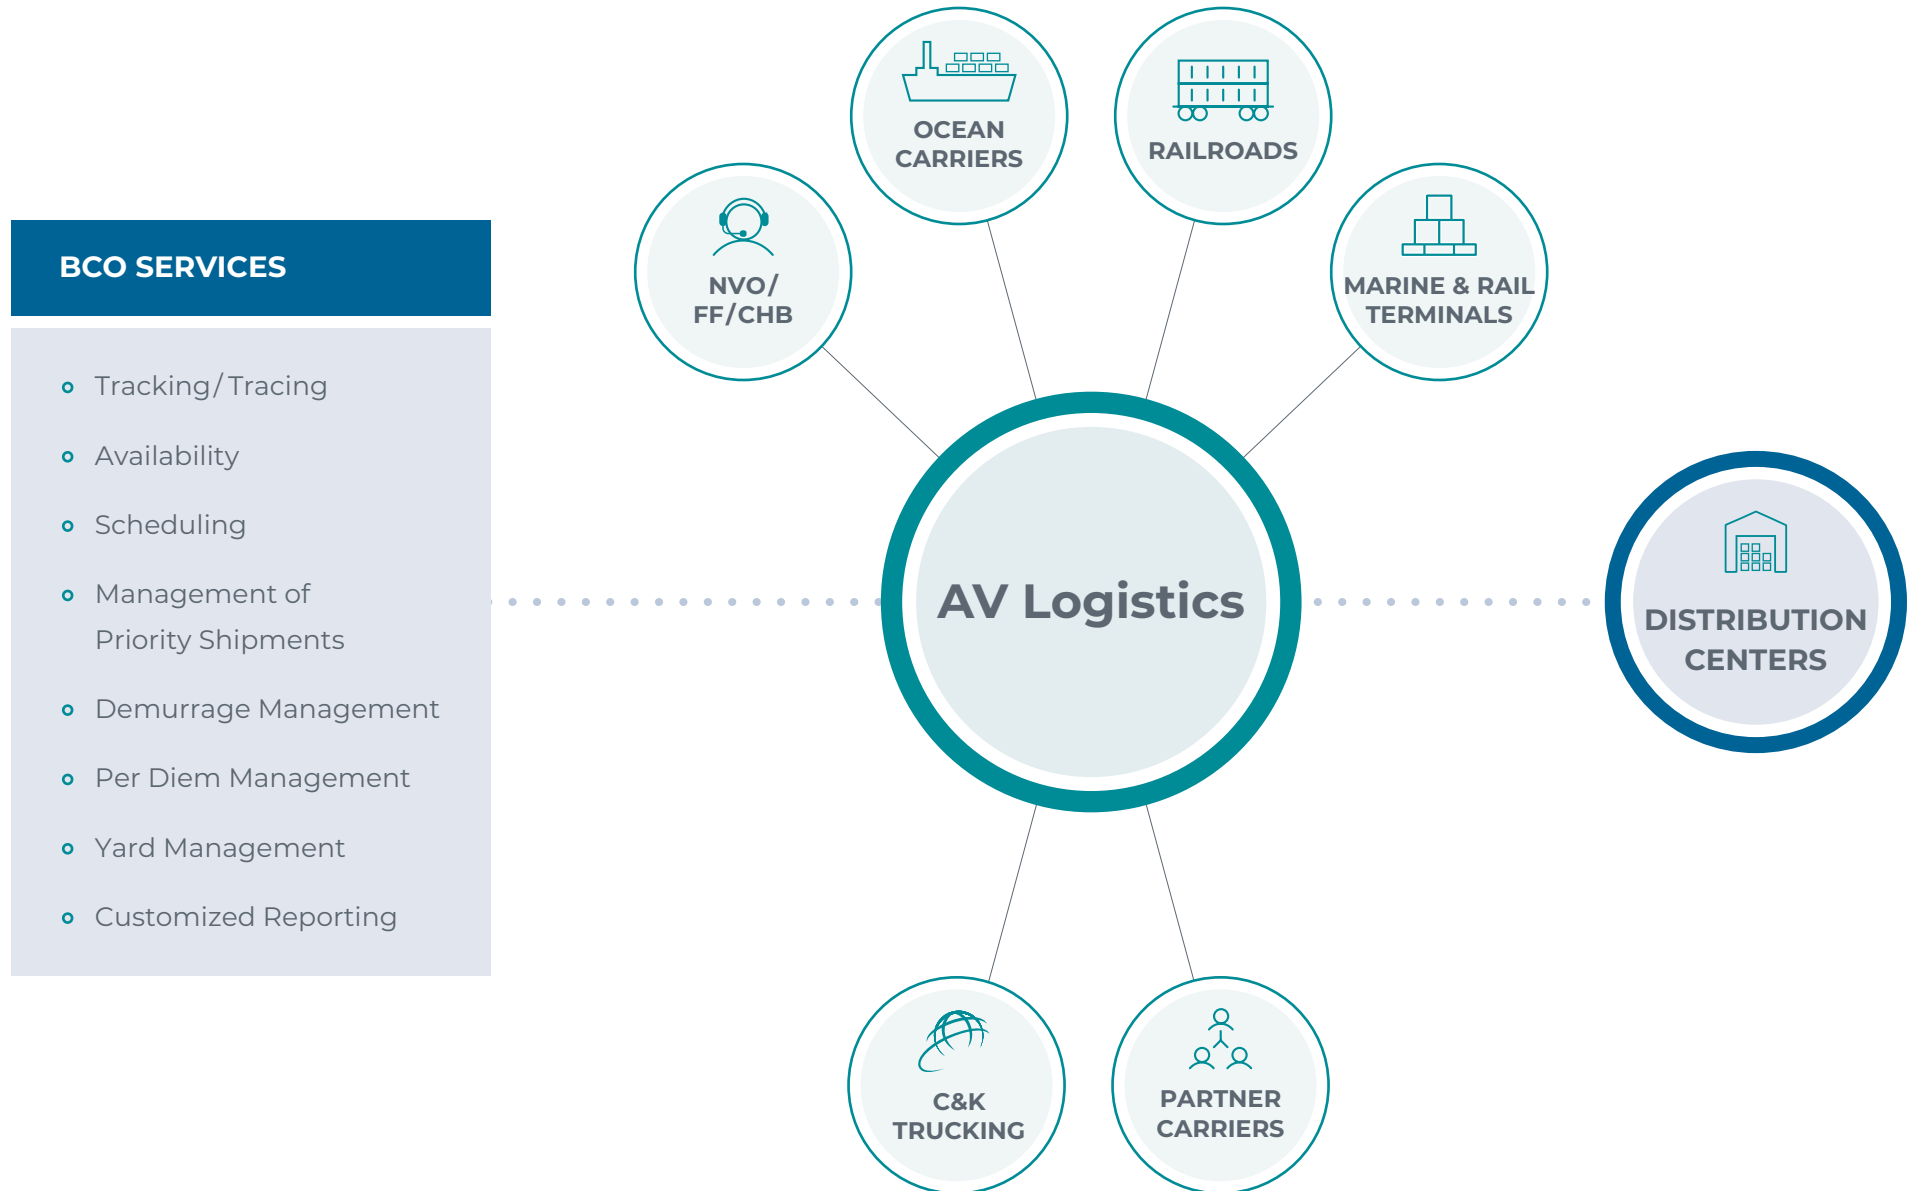 BCO SERVICES
Tracking/Tracing
Availability
Scheduling
Management of
Priority Shipments
Demurrage Management
Per Diem Management
Yard Management
Customized Reporting
NVO/
FF/CHB
OCEAN
CARRIERS
RAILROADS
MARINE & RAIL
TERMINALS
AV Logistics
DISTRIBUTION
CENTERS
C&K
TRUCKING
PARTNER
CARRIERS